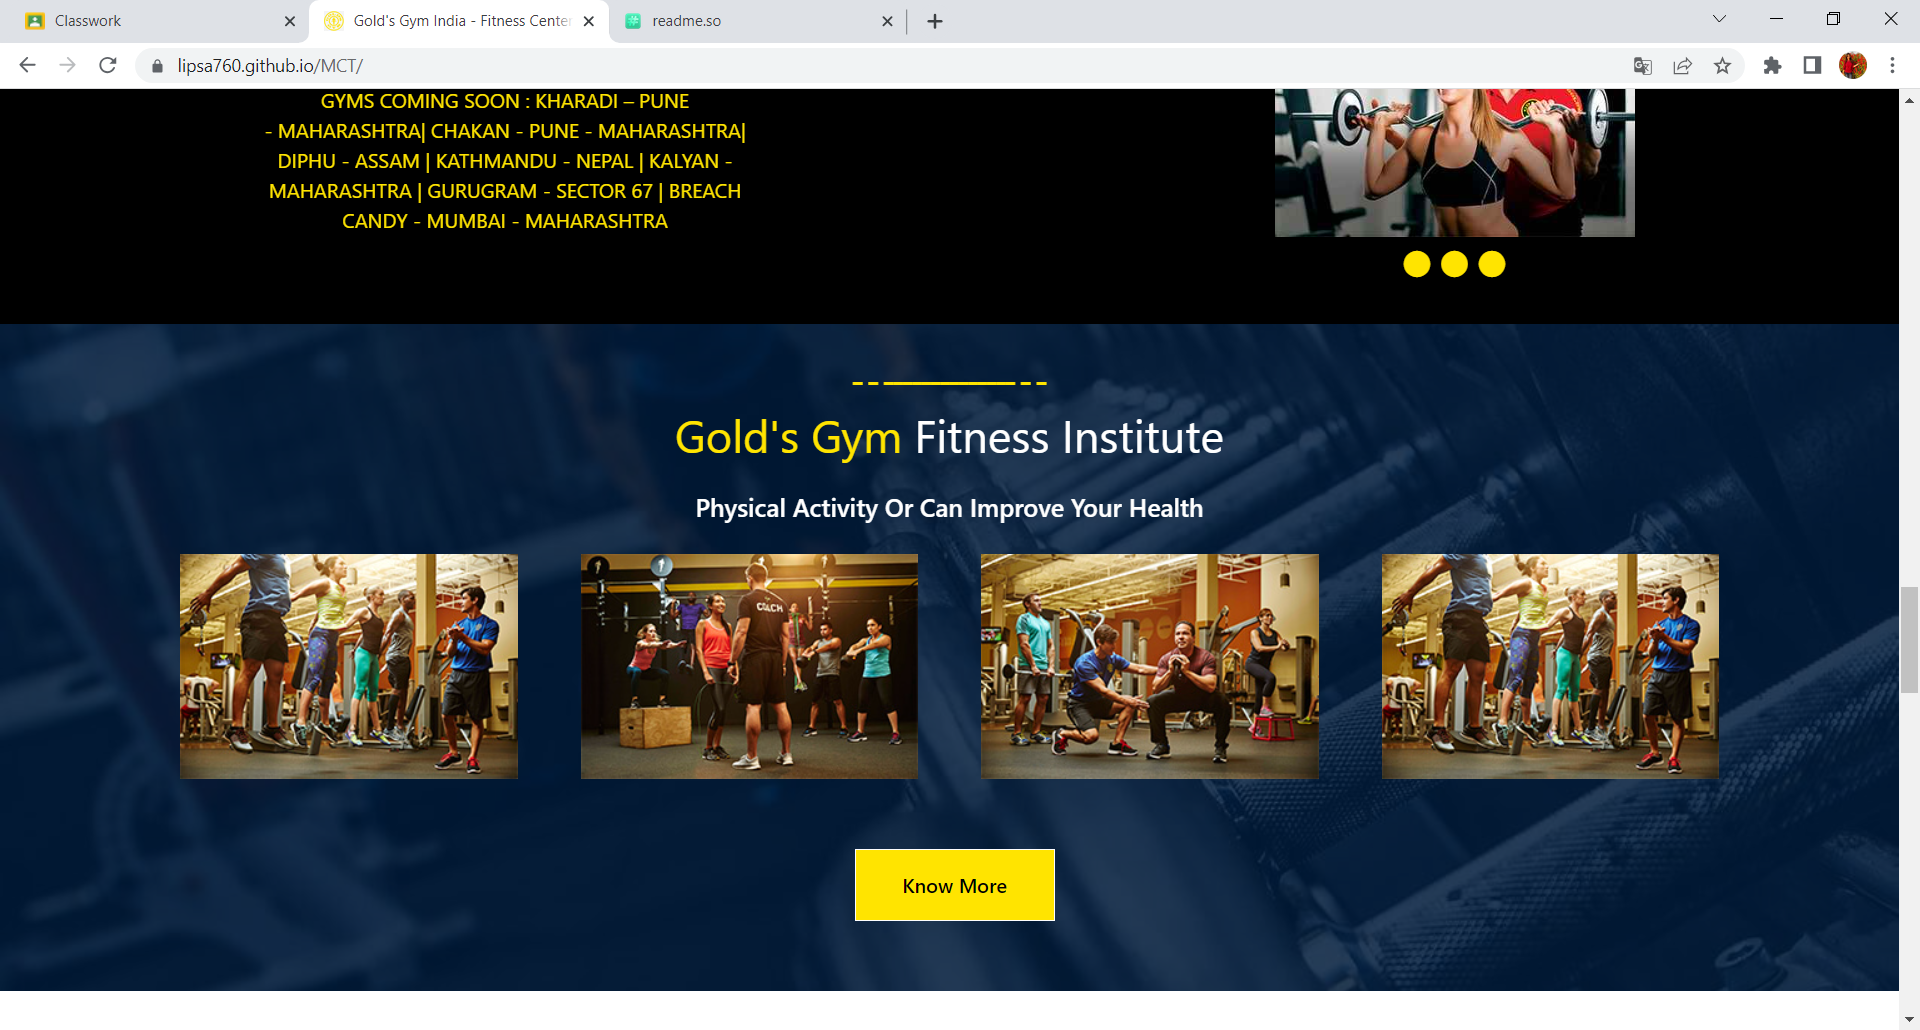 Classwork
Gold's Gym India - Fitness Center
readme.so
lipsa760.github.io/MCT/
GYMS COMING SOON : KHARADI – PUNE
- MAHARASHTRA| CHAKAN - PUNE - MAHARASHTRA|
DIPHU - ASSAM | KATHMANDU - NEPAL | KALYAN -
MAHARASHTRA | GURUGRAM - SECTOR 67 | BREACH
CANDY - MUMBAI - MAHARASHTRA
Gold's Gym Fitness Institute
Physical Activity Or Can Improve Your Health
COACH
Know More